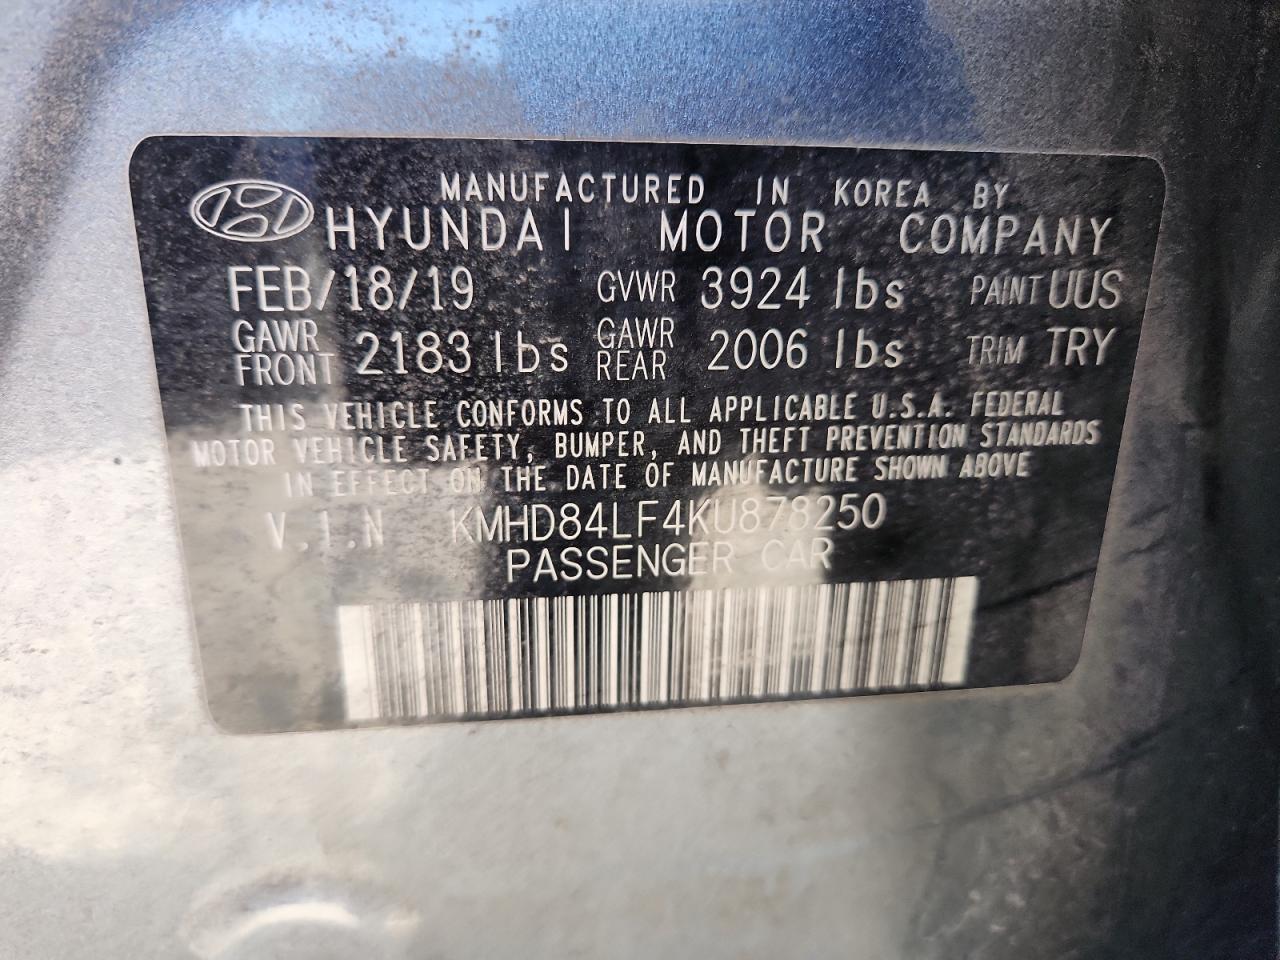 MANUFACTURED IN KOREA BY
HYUNDAI MOTOR COMPANY
FEB/18/19 GVWR 3924 lbs PAINT UUS
GAWR FRONT 2183 lbs GAWR REAR 2006 lbs TRIM TRY
THIS VEHICLE CONFORMS TO ALL APPLICABLE U.S.A. FEDERAL
MOTOR VEHICLE SAFETY, BUMPER, AND THEFT PREVENTION STANDARDS
IN EFFECT ON THE DATE OF MANUFACTURE SHOWN ABOVE
V.I.N KMHD84LF4KU878250
PASSENGER CAR